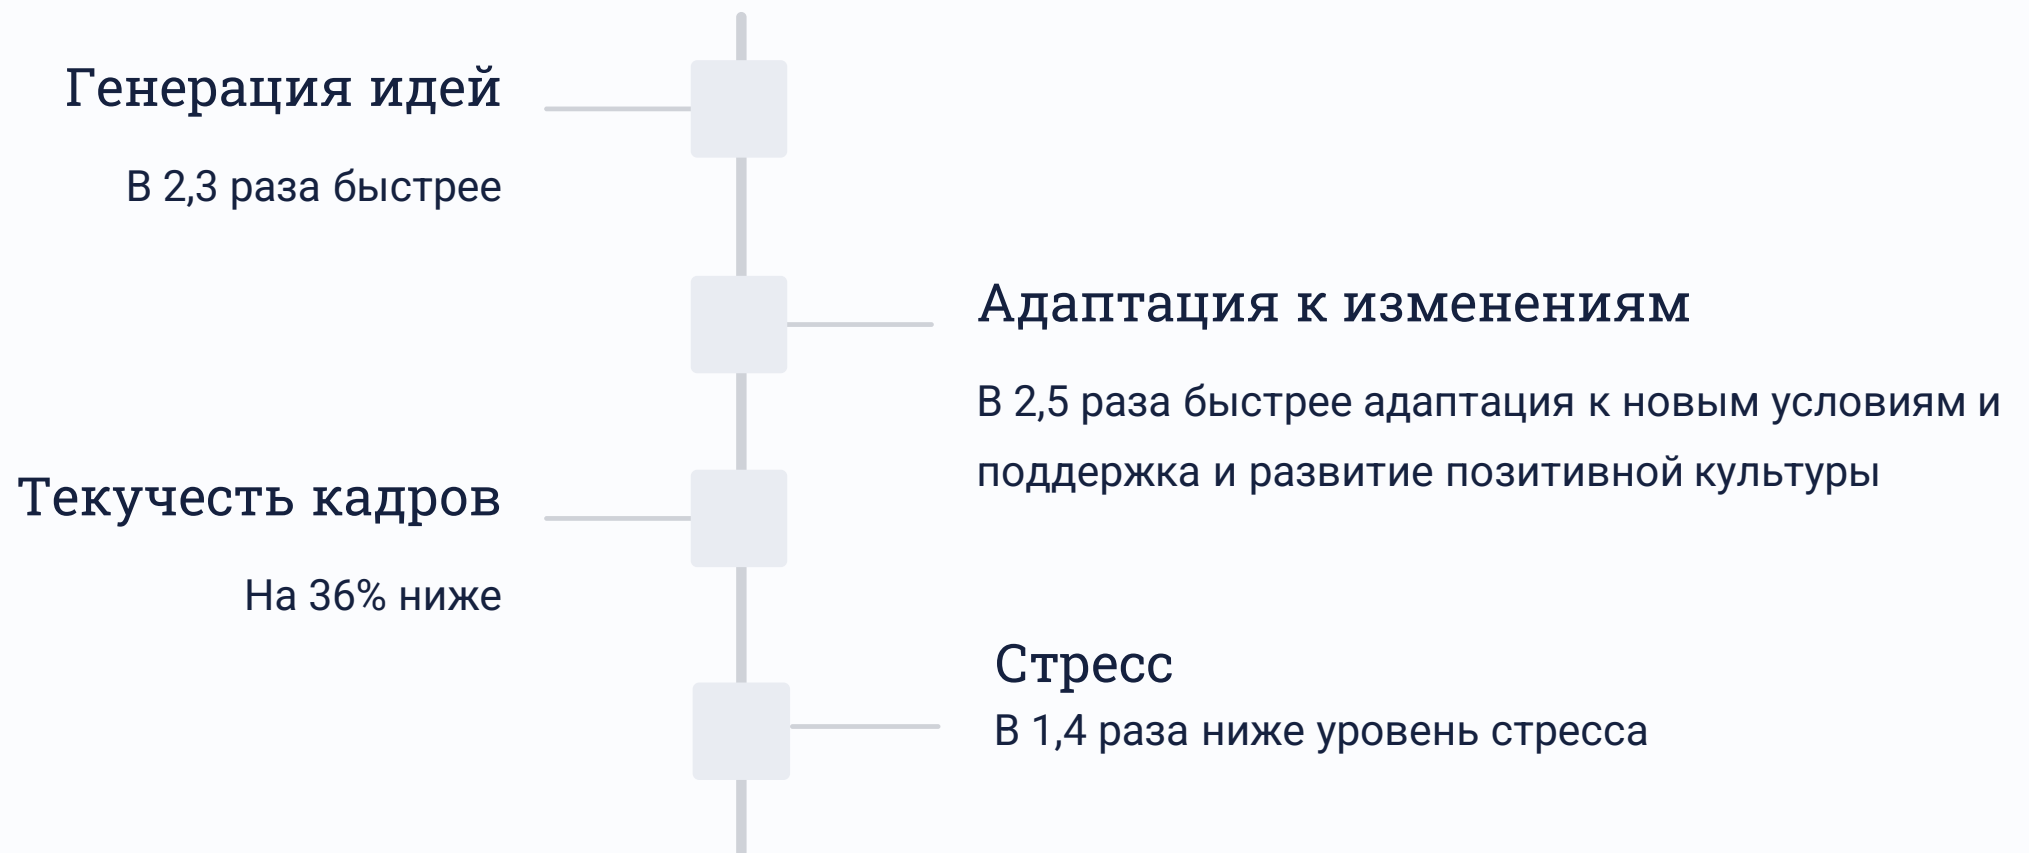 Генерация идей
В 2,3 раза быстрее
Адаптация к изменениям
В 2,5 раза быстрее адаптация к новым условиям и
поддержка и развитие позитивной культуры
Текучесть кадров
На 36% ниже
Стресс
В 1,4 раза ниже уровень стресса